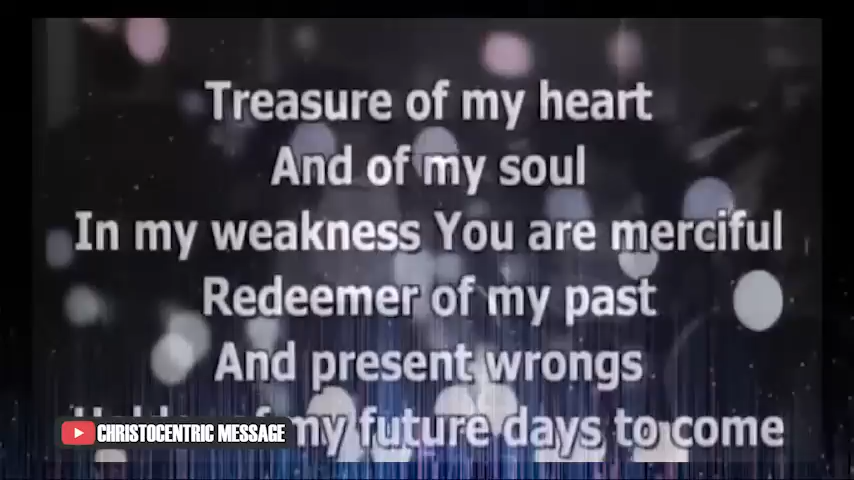 Treasure of my heart
And of my soul
In my weakness You are merciful
Redeemer of my past
And present wrongs
my future days to come
CHRISTOCENTRIC MESSAGE